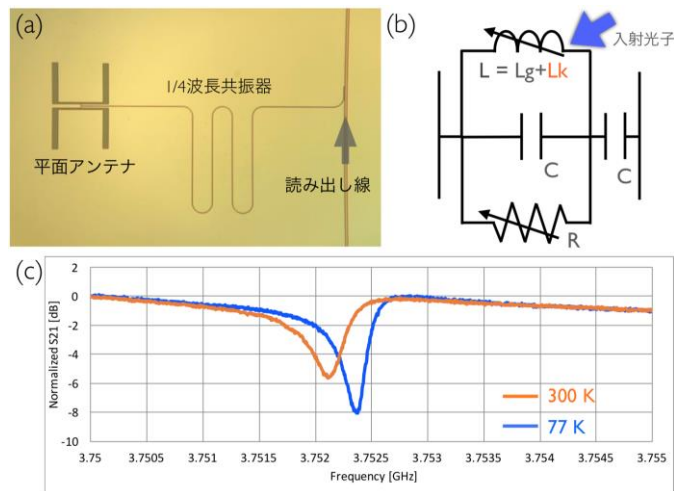 (a)
1/4波長共振器
平面アンテナ
読み出し線
(b)
入射光子
L = Lg+Lk
C
C
R
(c)
Normalized S21 [dB]
2
0
-2
-4
-6
-8
-10
300 K
77 K
3.75 3.7505 3.751 3.7515 3.752 3.7525 3.753 3.7535 3.754 3.7545 3.755
Frequency [GHz]